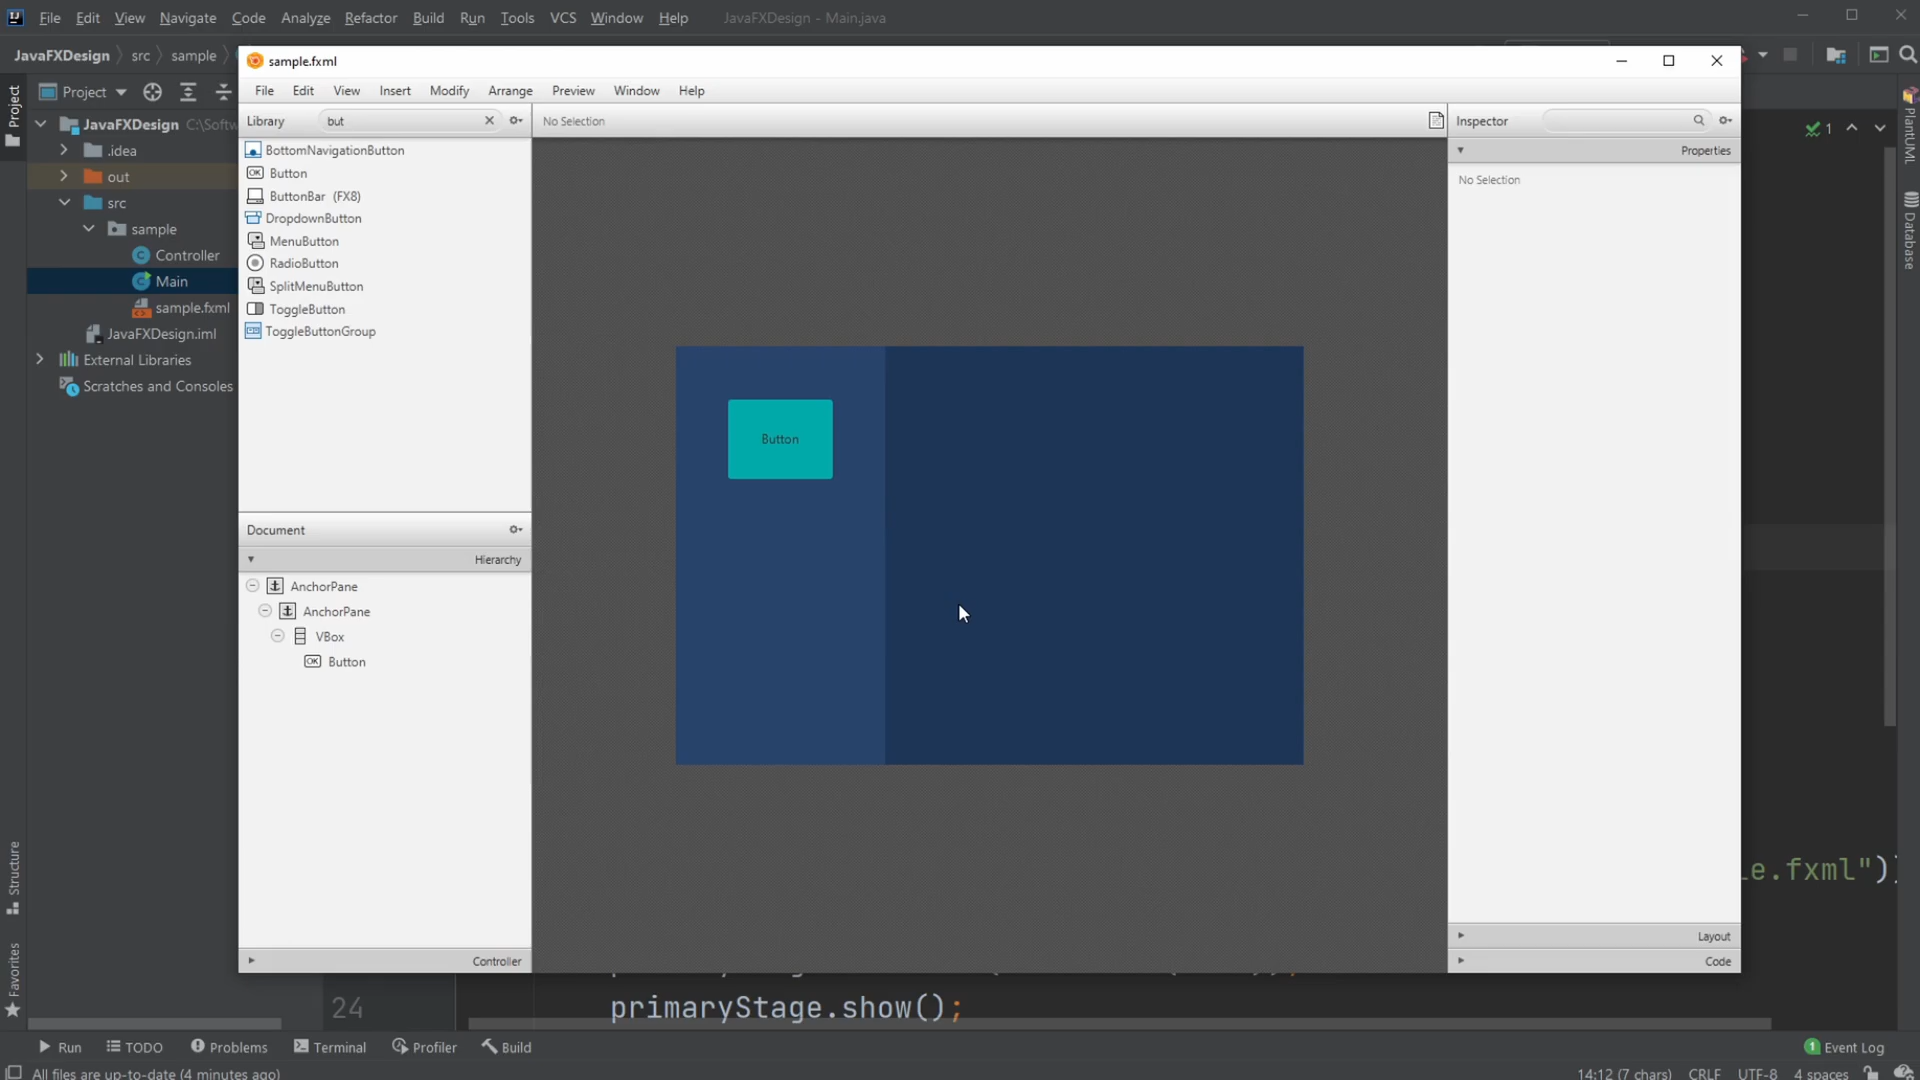 File Edit View Navigate Code Analyze Refactor Build Run Tools VCS Window Help JavaFXDesign - Main.java
JavaFXDesign src sample
sample.fxml
File Edit View Insert Modify Arrange Preview Window Help
Project
Project
Library but
No Selection
Inspector
JavaFXDesign C:\Softw
.idea
out
src
sample
Controller
Main
sample.fxml
JavaFXDesign.iml
External Libraries
Scratches and Consoles
BottomNavigationButton
Button
ButtonBar (FX8)
DropdownButton
MenuButton
RadioButton
SplitMenuButton
ToggleButton
ToggleButtonGroup
Button
Document
Hierarchy
AnchorPane
AnchorPane
VBox
Button
Controller
Properties
No Selection
Layout
Code
1
PlantUML
Database
Structure
Favorites
le.fxml"))
24 primaryStage.show();
Run TODO Problems Terminal Profiler Build
1 Event Log
All files are up-to-date (4 minutes ago)
14:12 (7 chars) CRLF UTF-8 4 spaces